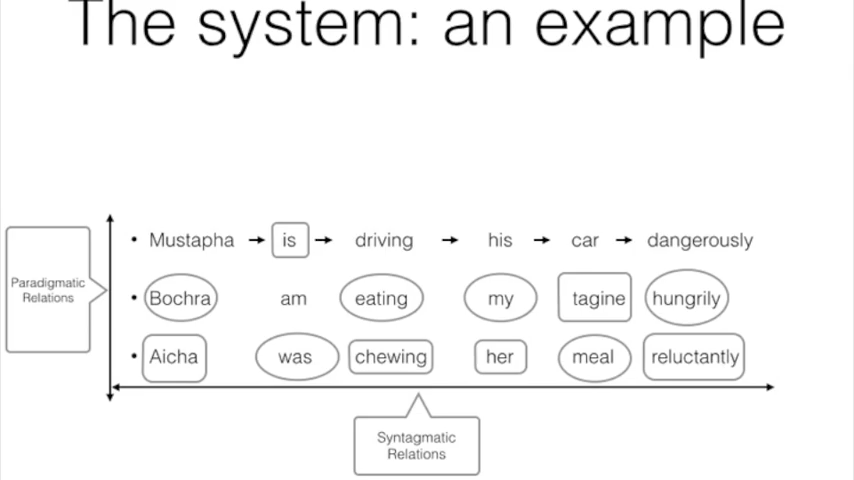 The system: an example
• Mustapha → is → driving → his → car → dangerously
Paradigmatic
Relations
• Bochra am eating my tagine hungrily
• Aicha was chewing her meal reluctantly
Syntagmatic
Relations